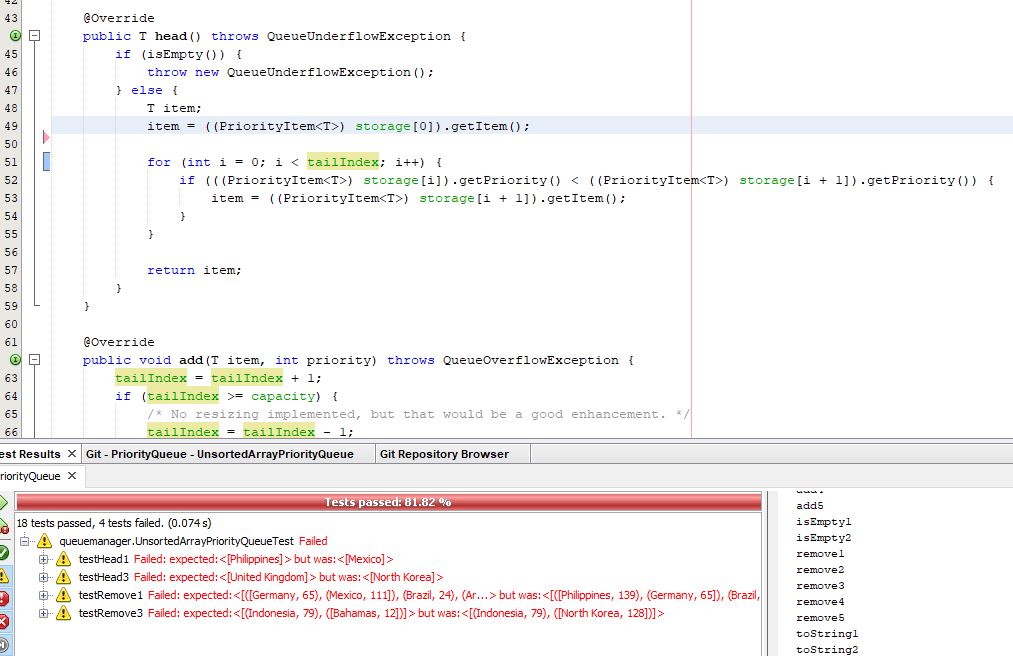 43 @Override
public T head() throws QueueUnderflowException {
45 if (isEmpty()) {
46 throw new QueueUnderflowException();
47 } else {
48 T item;
49 item = ((PriorityItem<T>) storage[0]).getItem();
50
51 for (int i = 0; i < tailIndex; i++) {
52 if (((PriorityItem<T>) storage[i]).getPriority() < ((PriorityItem<T>) storage[i + 1]).getPriority()) {
53 item = ((PriorityItem<T>) storage[i + 1]).getItem();
54 }
55 }
56
57 return item;
58 }
59 }
60
61 @Override
public void add(T item, int priority) throws QueueOverflowException {
63 tailIndex = tailIndex + 1;
64 if (tailIndex >= capacity) {
65 /* No resizing implemented, but that would be a good enhancement. */
66 tailIndex = tailIndex - 1;
est Results × Git - PriorityQueue - UnsortedArrayPriorityQueue Git Repository Browser
riorityQueue ×
Tests passed: 81.82 %
18 tests passed, 4 tests failed. (0.074 s)
queuemanager.UnsortedArrayPriorityQueueTest Failed
testHead1 Failed: expected:<[Philippines]> but was:<[Mexico]>
testHead3 Failed: expected:<[United Kingdom]> but was:<[North Korea]>
testRemove1 Failed: expected:<[([Germany, 65), (Mexico, 111]), (Brazil, 24), (Ar...> but was:<[([Philippines, 139), (Germany, 65]), (Brazil,
testRemove3 Failed: expected:<[(Indonesia, 79), ([Bahamas, 12])]> but was:<[(Indonesia, 79), ([North Korea, 128])]>
add5
isEmpty1
isEmpty2
remove1
remove2
remove3
remove4
remove5
toString1
toString2